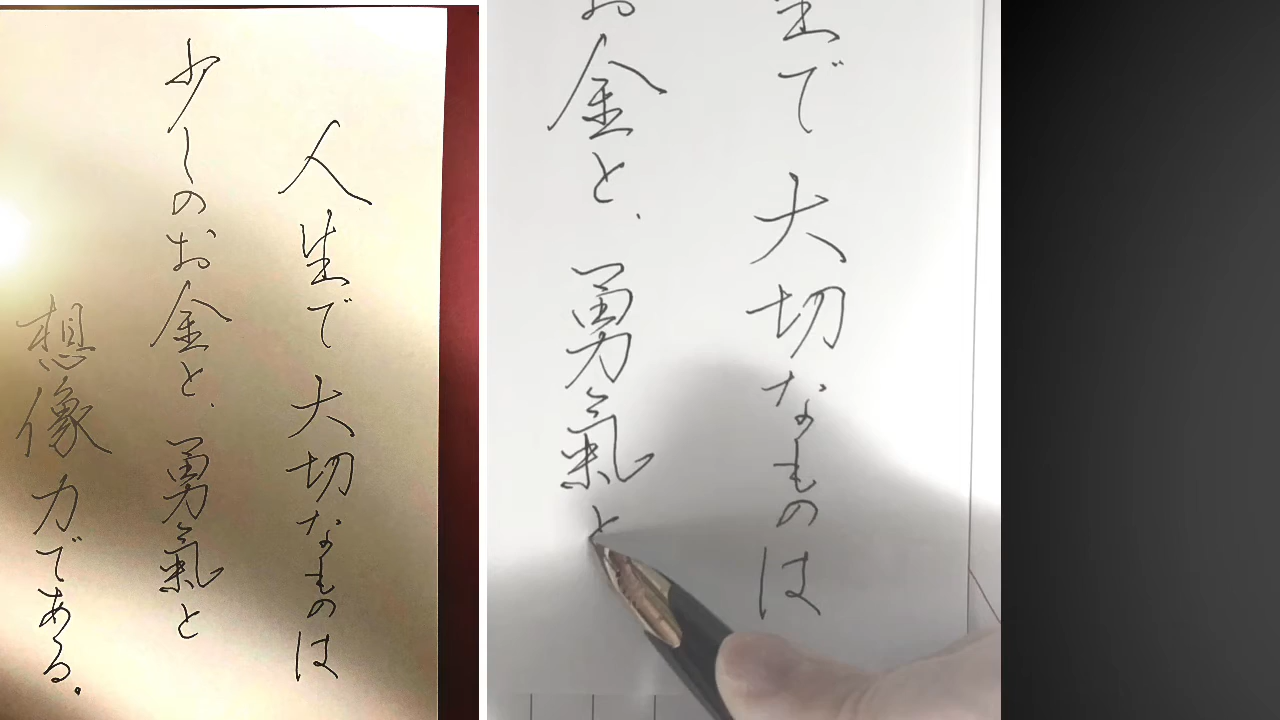 人生で大切なものは
少しのお金と、勇氣と
想像力である。
生で大切なものは
お金と、勇氣と